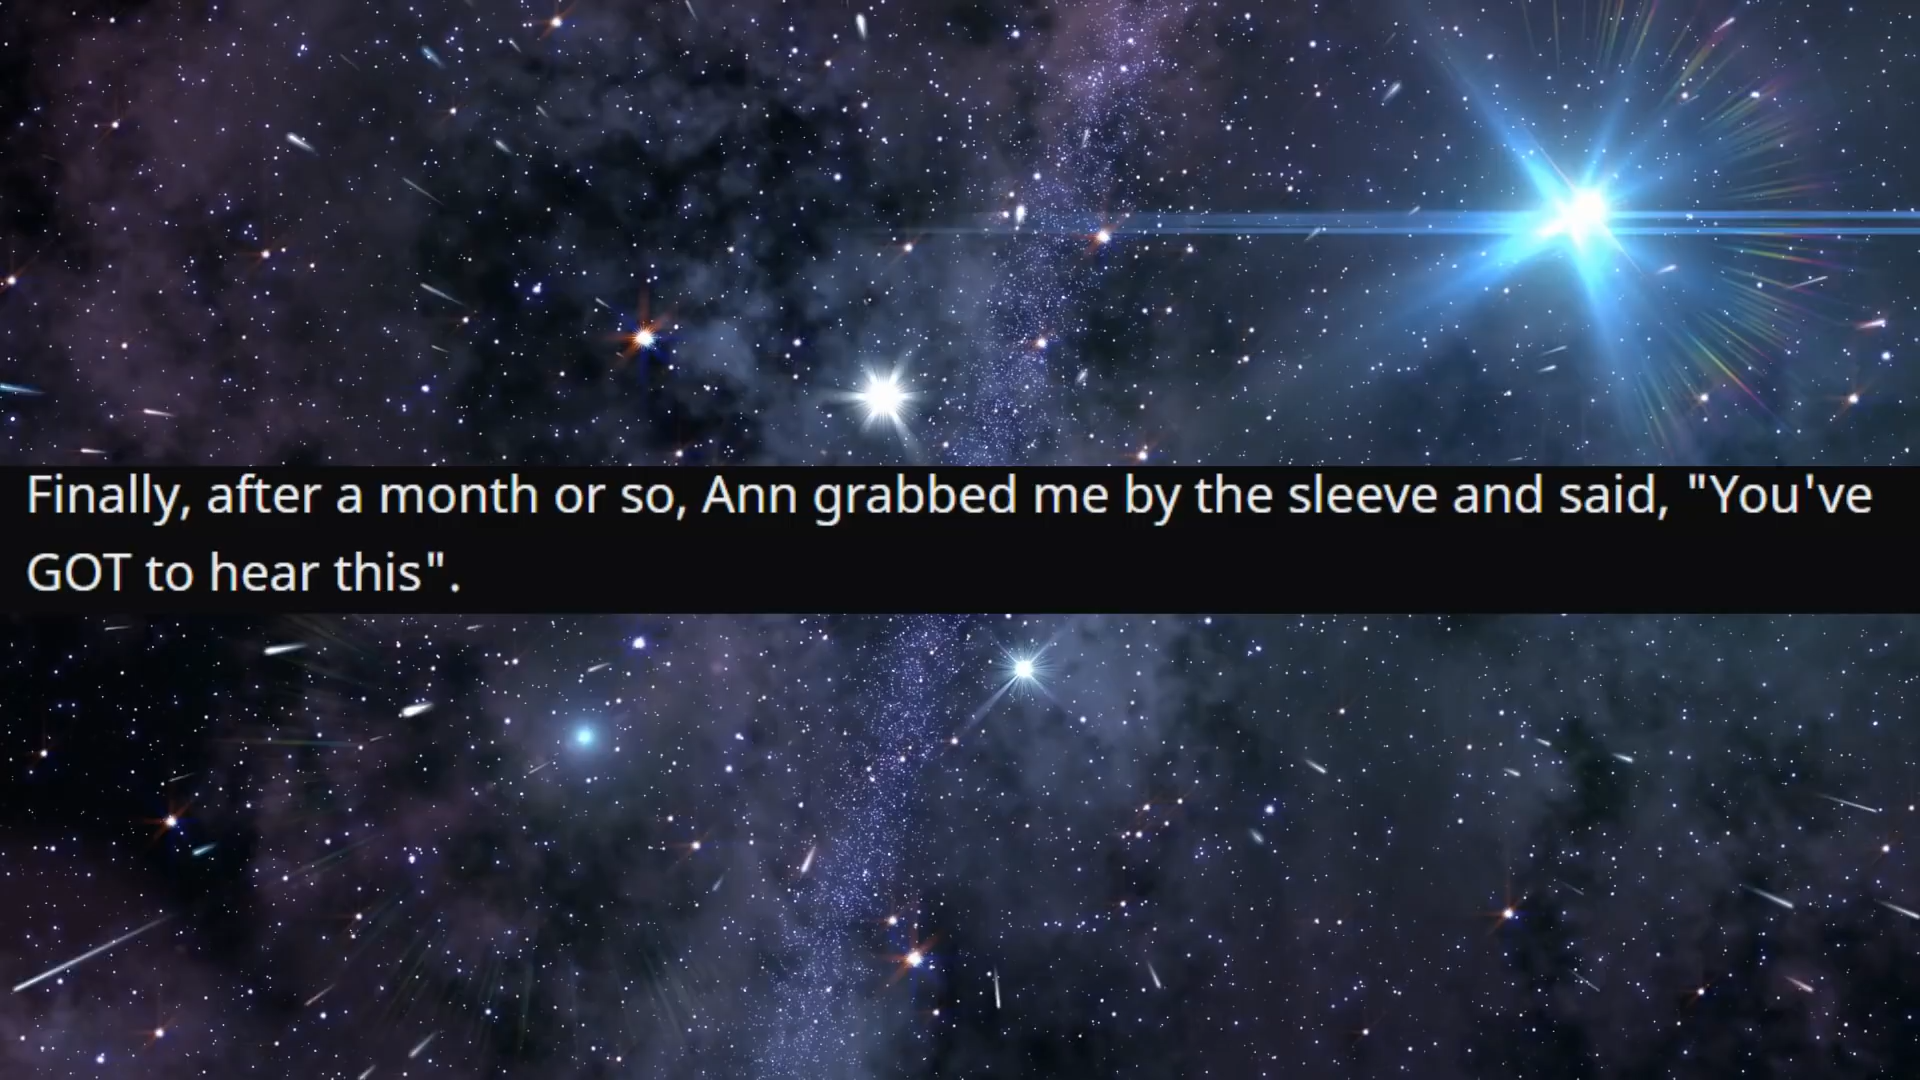 Finally, after a month or so, Ann grabbed me by the sleeve and said, "You've
GOT to hear this".